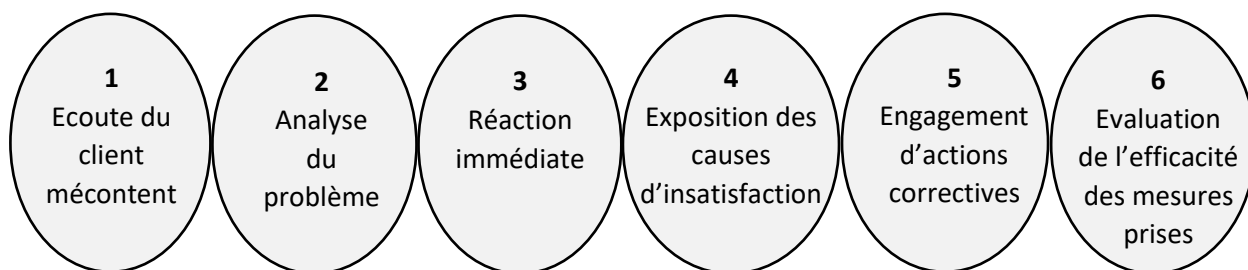 1
Ecoute du
client
mécontent
2
Analyse
du
problème
3
Réaction
immédiate
4
Exposition des
causes
d’insatisfaction
5
Engagement
d’actions
correctives
6
Evaluation
de l’efficacité
des mesures
prises